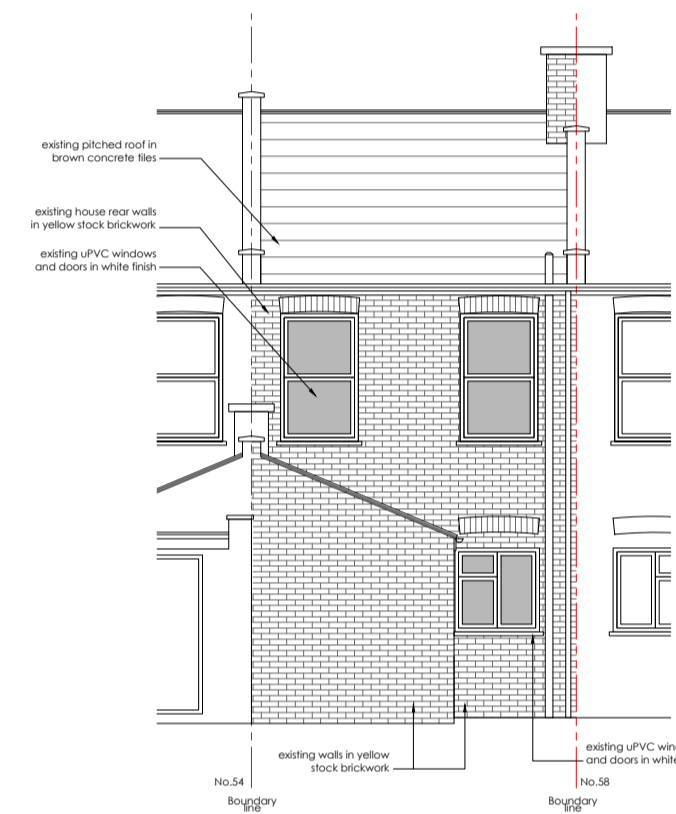 existing pitched roof in
brown concrete tiles
existing house rear walls
in yellow stock brickwork
existing uPVC windows
and doors in white finish
existing walls in yellow
stock brickwork
existing uPVC win
and doors in white
No.54
No.58
Boundary
line
Boundary
line